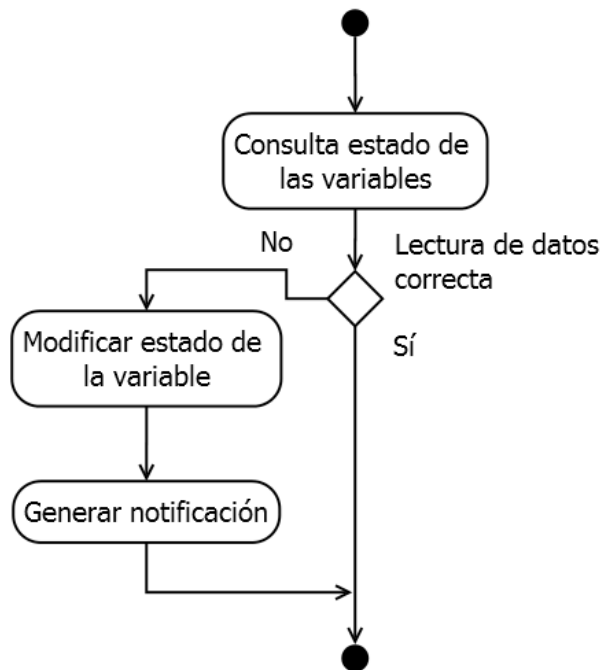 Consulta estado de
las variables
No
Lectura de datos
correcta
Sí
Modificar estado de
la variable
Generar notificación